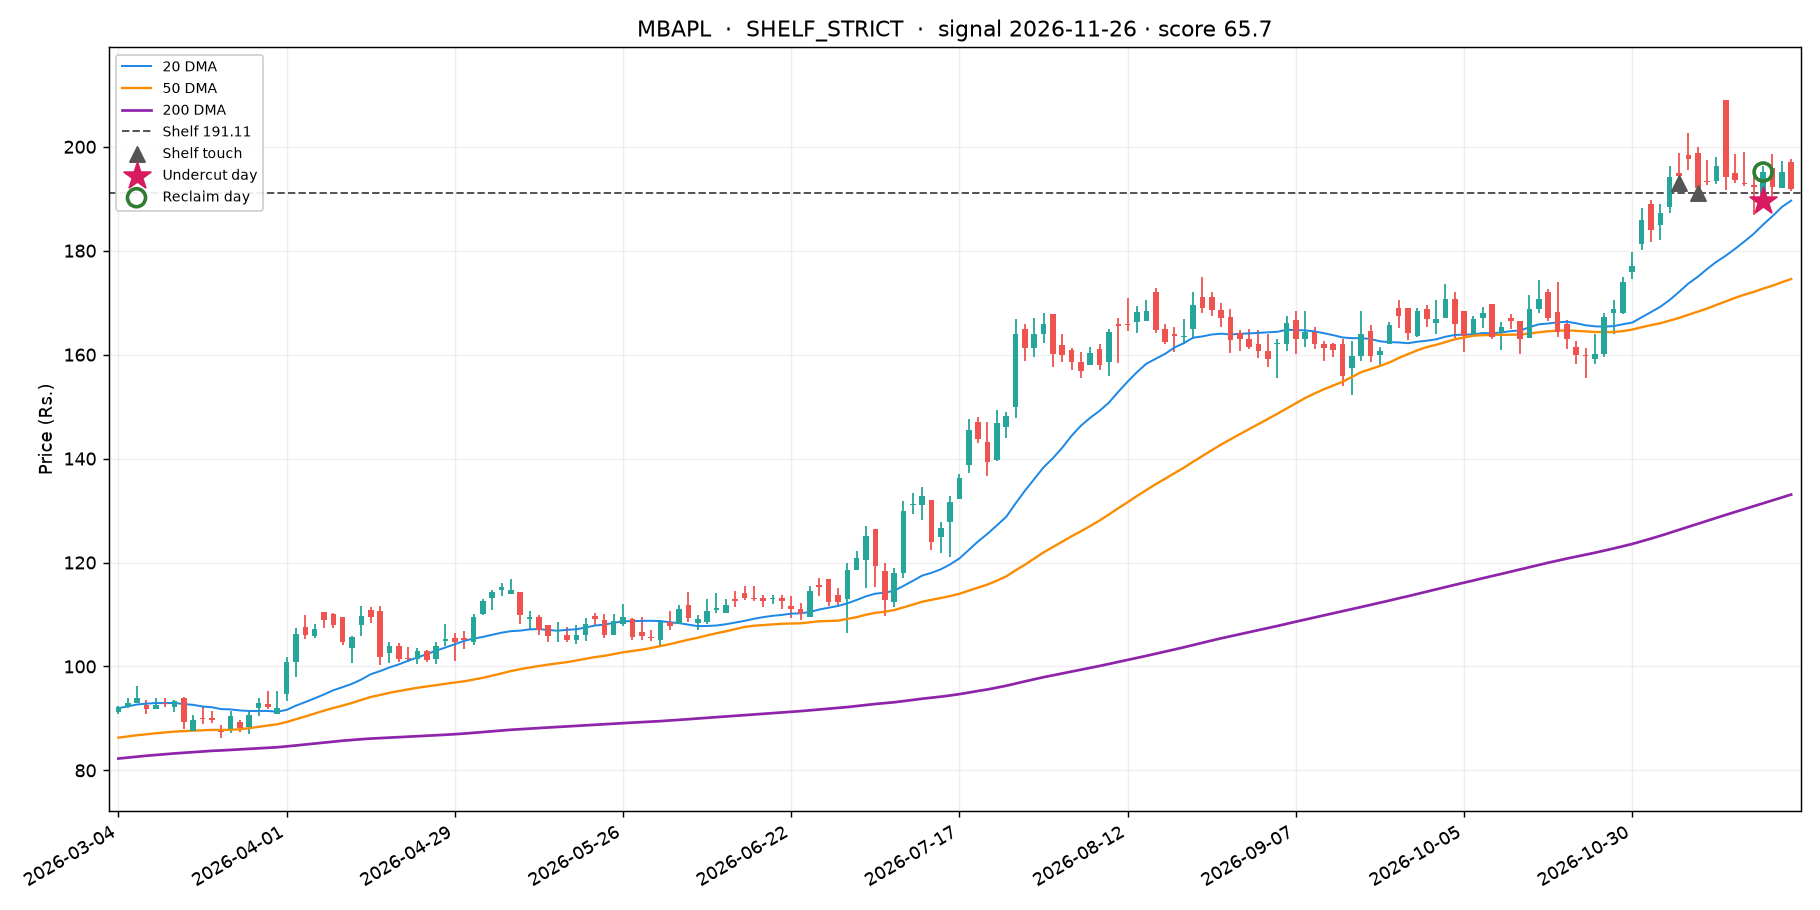 MBAPL · SHELF_STRICT · signal 2026-11-26 · score 65.7
20 DMA
50 DMA
200 DMA
Shelf 191.11
Shelf touch
Undercut day
Reclaim day
Price (Rs.)
200
180
160
140
120
100
80
2026-03-04
2026-04-01
2026-04-29
2026-05-26
2026-06-22
2026-07-17
2026-08-12
2026-09-07
2026-10-05
2026-10-30